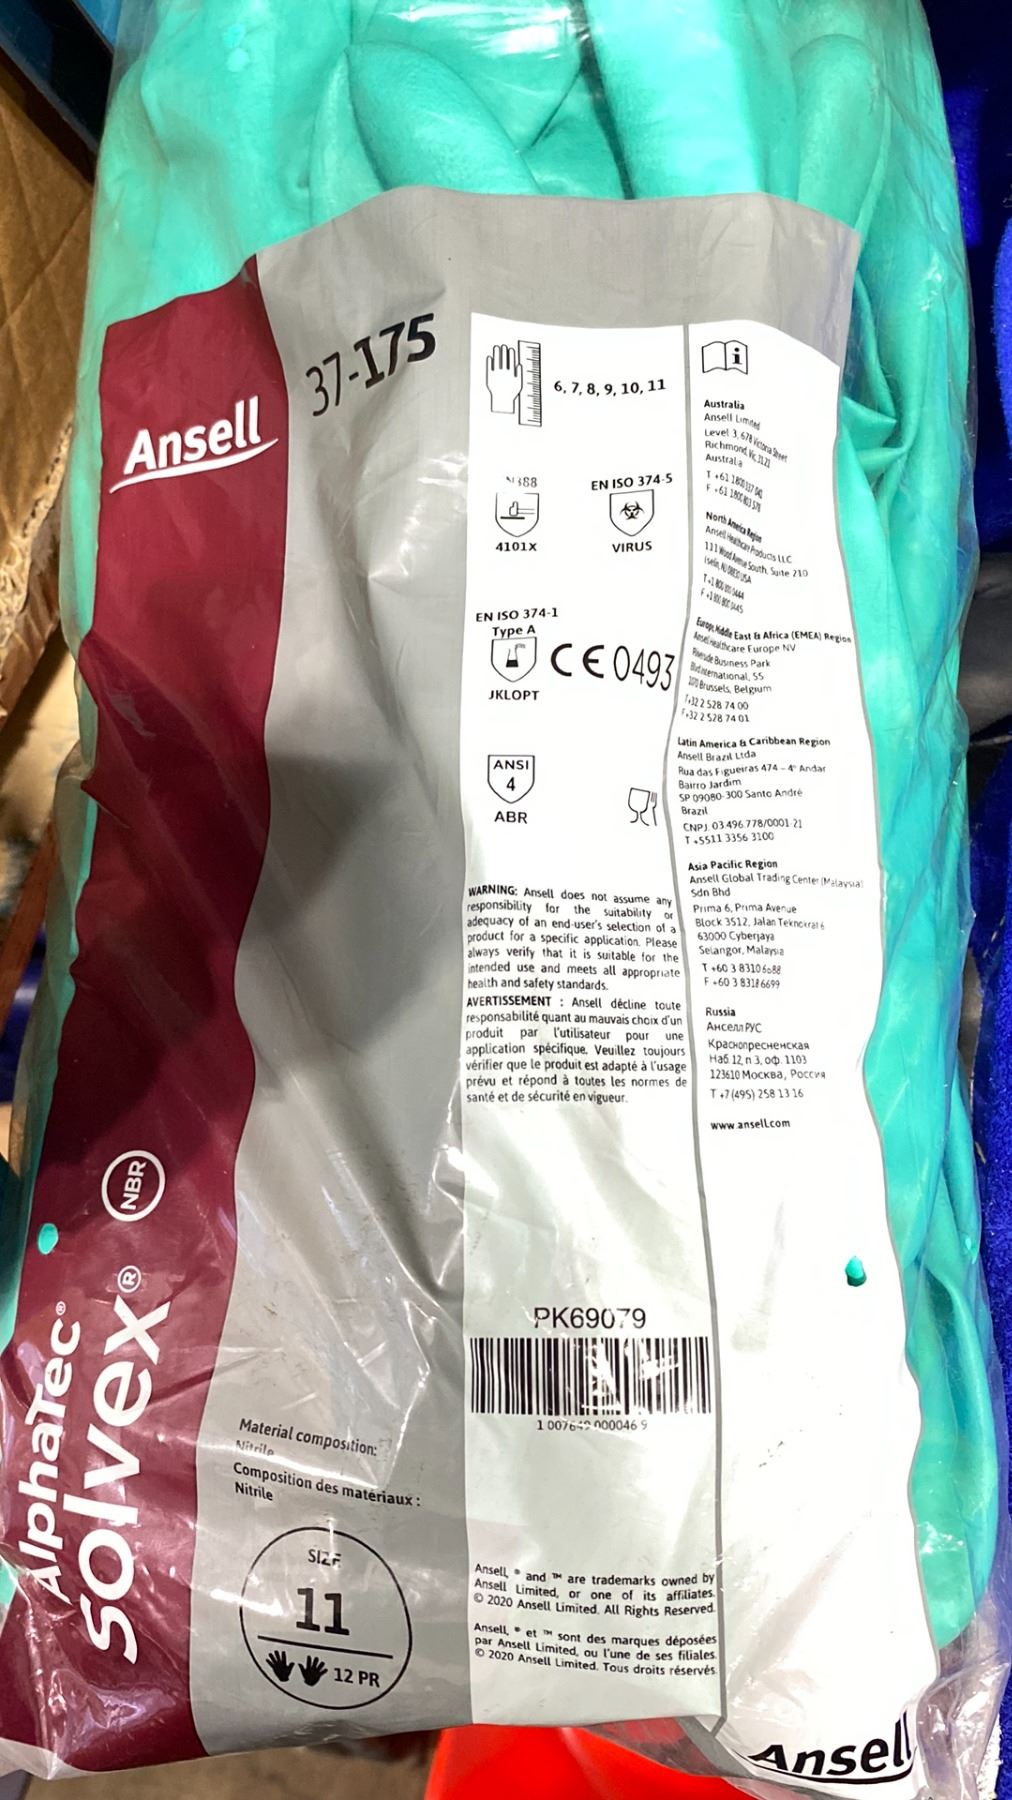 37-175
Ansell
6, 7, 8, 9, 10, 11
4101X
EN ISO 374-5
VIRUS
EN ISO 374-1
Type A
JKLOPT
CE 0493
ANSI
4
ABR
WARNING: Ansell does not assume any
responsibility for the suitability or
adequacy of an end-user's selection of a
product for a specific application. Please
always verify that it is suitable for the
intended use and meets all appropriate
health and safety standards.
AVERTISSEMENT : Ansell décline toute
responsabilité quant au mauvais choix d'un
produit par l'utilisateur pour une
application spécifique. Veuillez toujours
vérifier que le produit est adapté à l'usage
prévu et répond à toutes les normes de
santé et de sécurité en vigueur.
i
Australia
Ansell Limited
Level 3, 678 Victoria Street
Richmond, Vic, 3121
Australia
North America Region
Ansell Healthcare Products LLC
111 Wood Avenue South, Suite 210
Iselin, NJ 08830 USA
Europe Middle East & Africa (EMEA) Region
Ansell Healthcare Europe NV
Riverside Business Park
Blvd International, 55
1070 Brussels, Belgium
T+32 2 528 74 00
F+32 2 528 74 01
Latin America & Caribbean Region
Ansell Brazil Ltda
Rua das Figueiras 474 – 4º Andar
Bairro Jardim
SP 09080-300 Santo André
Brazil
CNPJ. 03.496.778/0001-21
T +5511 3356 3100
Asia Pacific Region
Ansell Global Trading Center (Malaysia)
Sdn Bhd
Prima 6, Prima Avenue
Block 3512, Jalan Teknokrat 6
63000 Cyberjaya
Selangor, Malaysia
T +60 3 8310 6688
F +60 3 8318 6699
Russia
Анселл РУС
Краснопресненская
Наб.12, п.3, оф. 1103
123610 Москва, Россия
T +7 (495) 258 13 16
www.ansell.com
NBR
AlphaTec®
solvex®
PK69079
Material composition:
Nitrile
Composition des matériaux :
Nitrile
SIZE
11
12 PR
Ansell, ® and ™ are trademarks owned by
Ansell Limited, or one of its affiliates.
© 2020 Ansell Limited. All Rights Reserved.
Ansell, ® et ™ sont des marques déposées
par Ansell Limited, ou l'une de ses filiales.
© 2020 Ansell Limited. Tous droits réservés.
Ansell